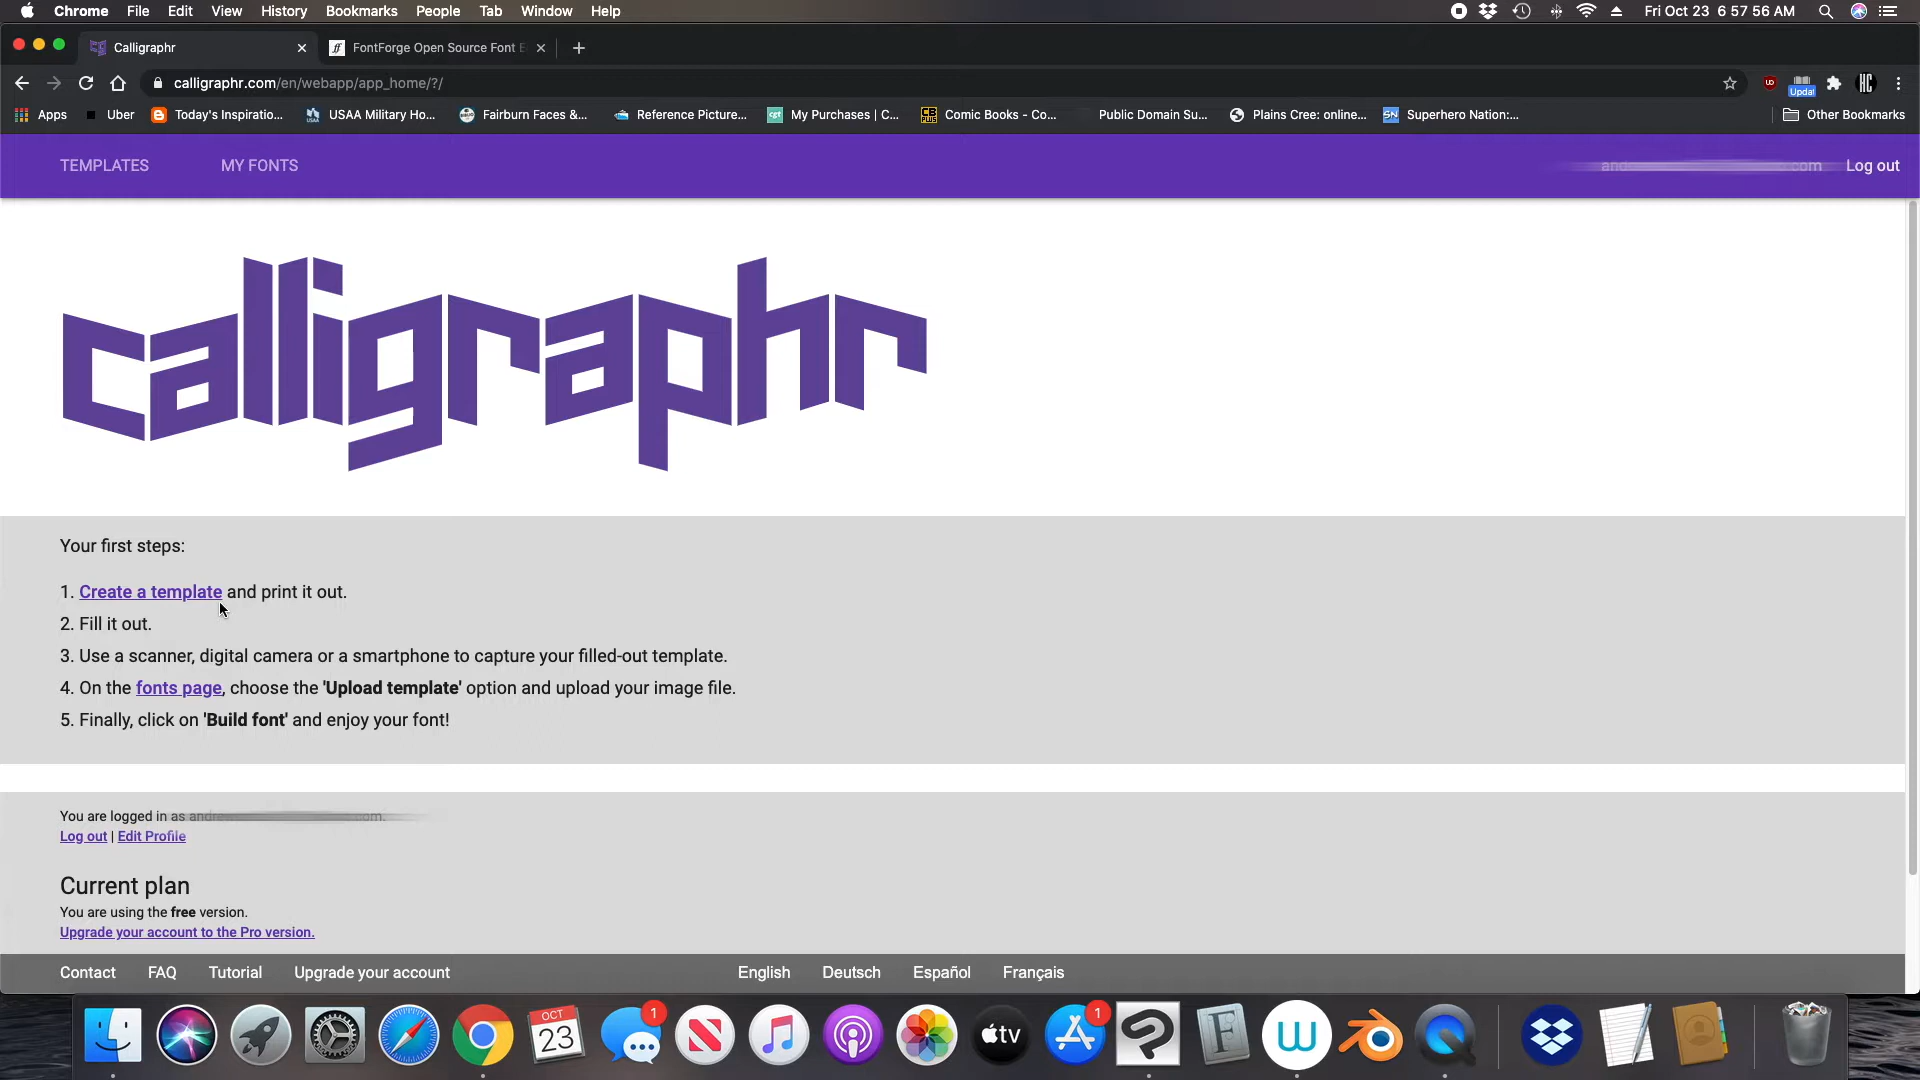 Chrome File Edit View History Bookmarks People Tab Window Help Fri Oct 23 6 57 56 AM
Calligraphr FontForge Open Source Font E
calligraphr.com/en/webapp/app_home/?/ UD Updat HC
Apps Uber Today's Inspiratio... USAA Military Ho... Fairburn Faces &... Reference Picture... My Purchases | C... Comic Books - Co... Public Domain Su... Plains Cree: online... SN Superhero Nation:... Other Bookmarks
TEMPLATES MY FONTS Log out
calligraphr
Your first steps:
1. Create a template and print it out.
2. Fill it out.
3. Use a scanner, digital camera or a smartphone to capture your filled-out template.
4. On the fonts page, choose the 'Upload template' option and upload your image file.
5. Finally, click on 'Build font' and enjoy your font!
You are logged in as
Log out | Edit Profile
Current plan
You are using the free version.
Upgrade your account to the Pro version.
Contact FAQ Tutorial Upgrade your account English Deutsch Español Français
OCT 23 1 tv 1 F W